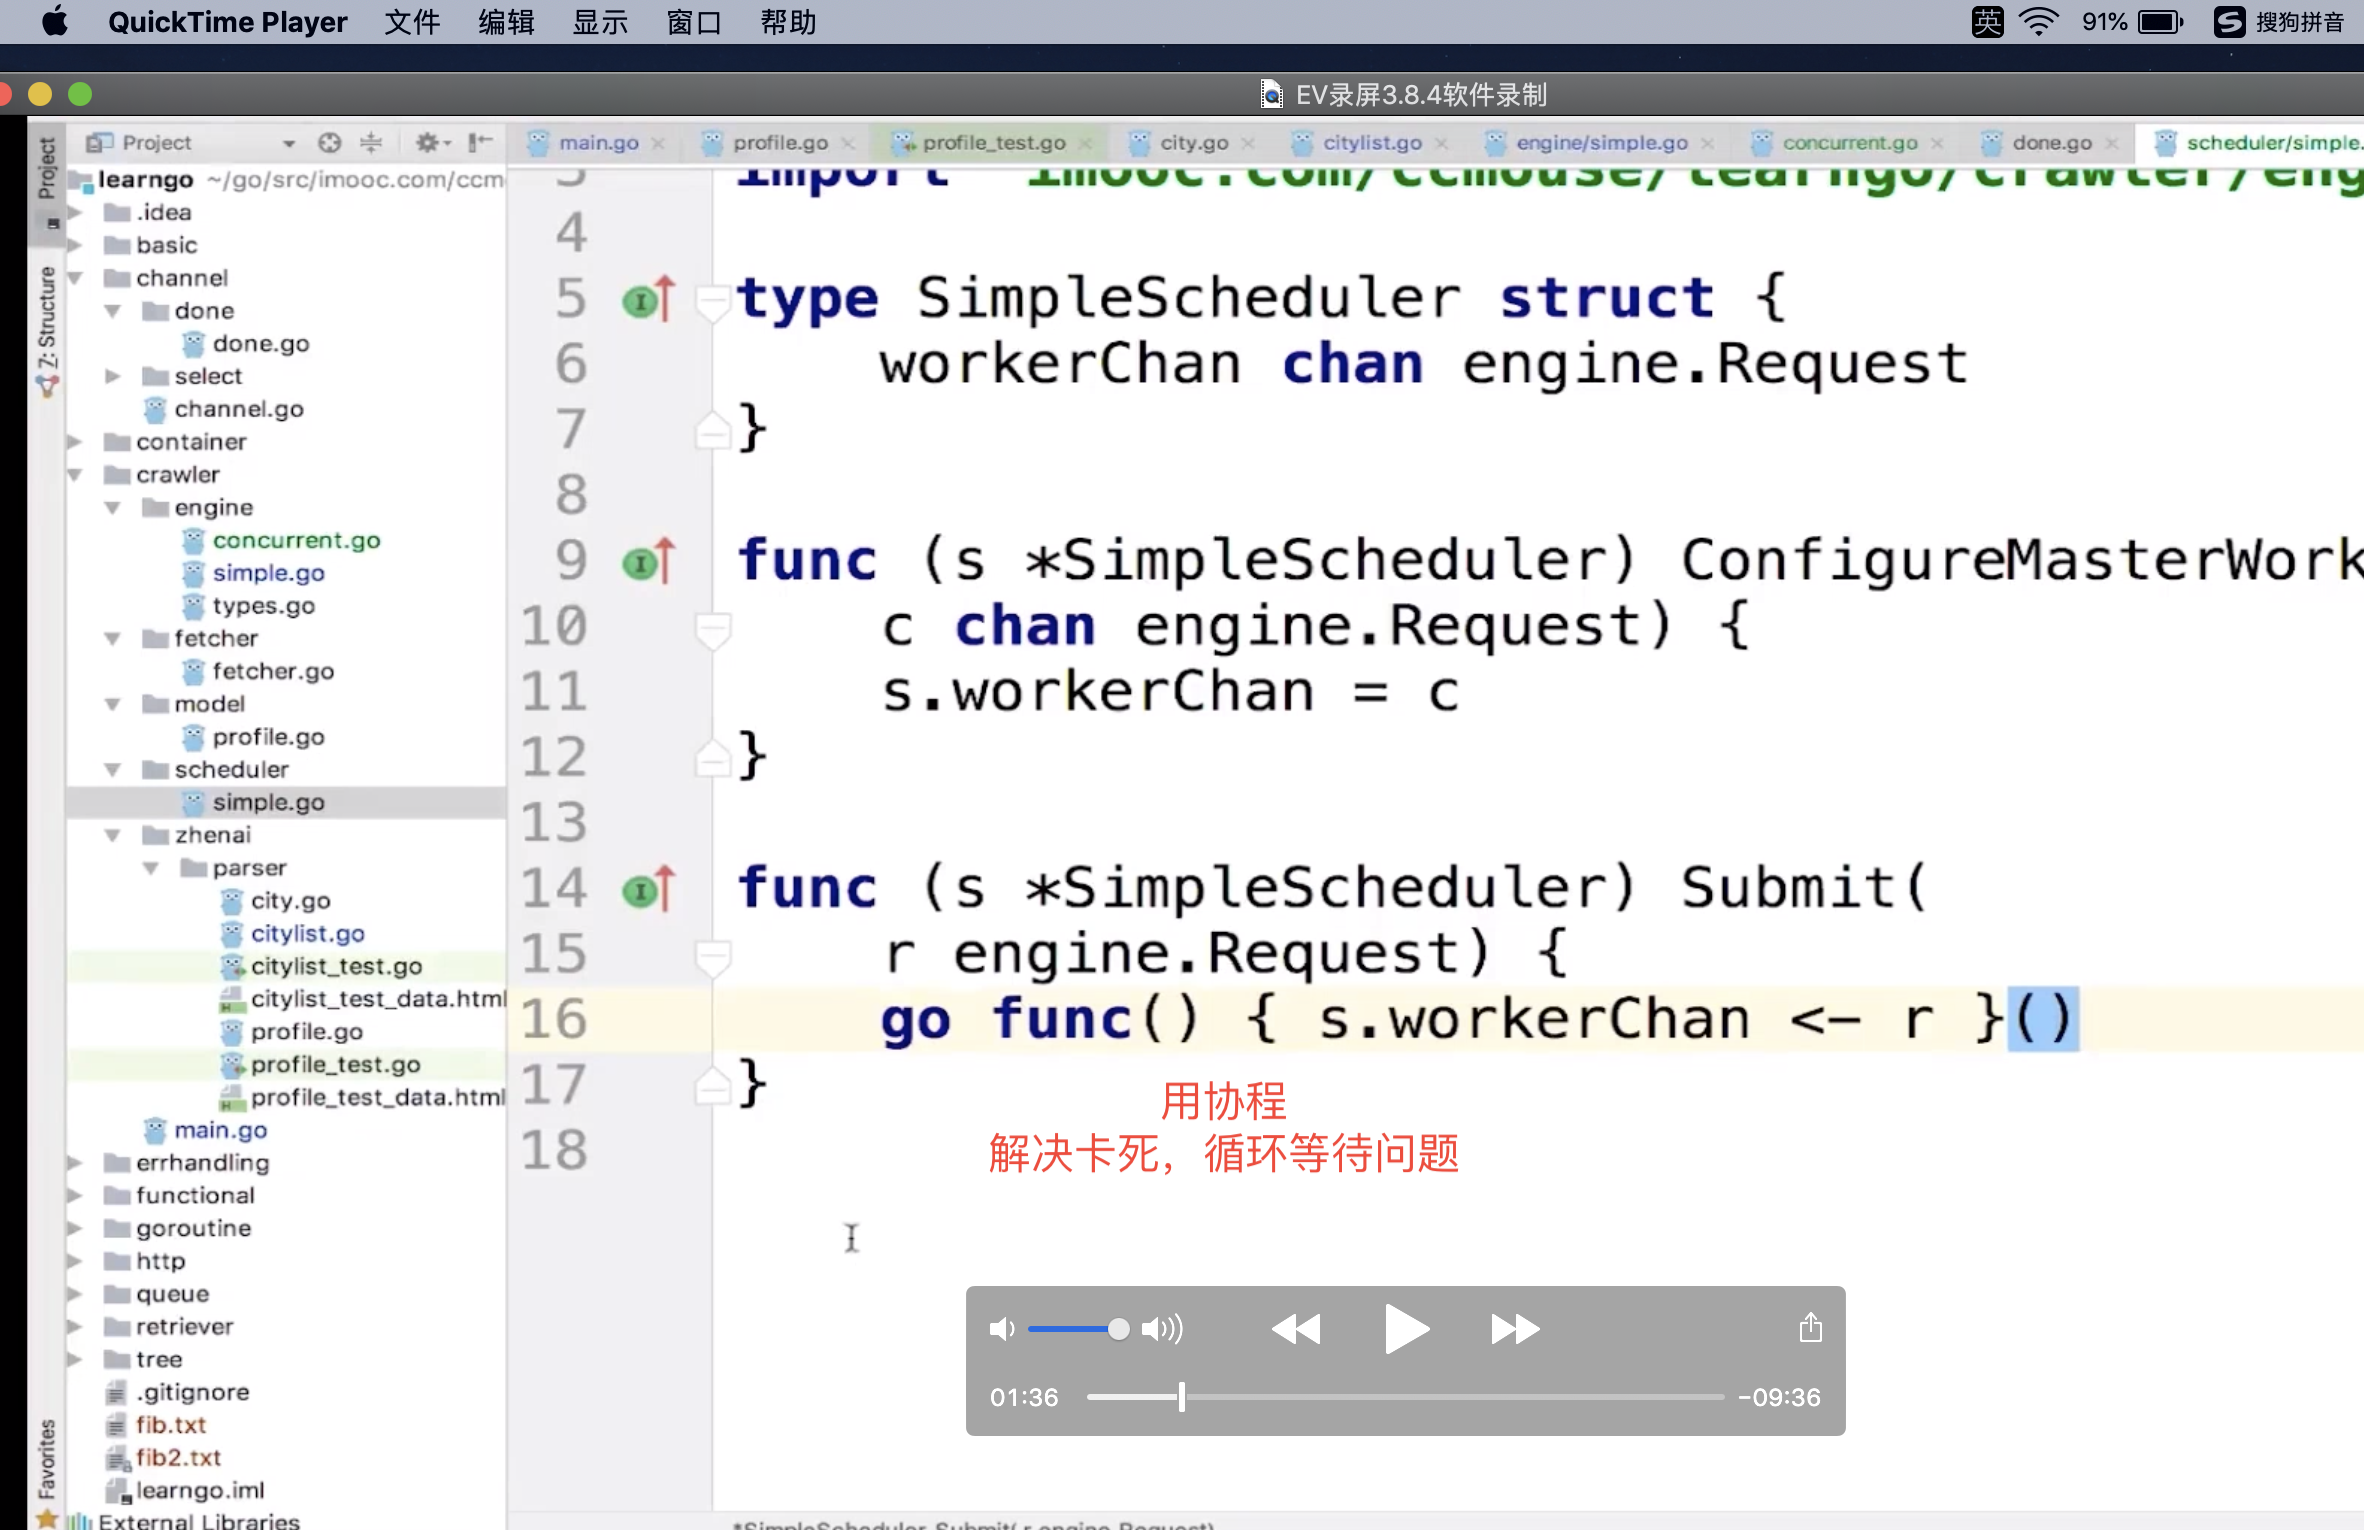 QuickTime Player 文件 编辑 显示 窗口 帮助 英 91% 搜狗拼音
EV录屏3.8.4软件录制
Project
main.go profile.go profile_test.go city.go citylist.go engine/simple.go concurrent.go done.go scheduler/simple.
Project
Z: Structure
Favorites
learngo ~/go/src/imooc.com/ccm
.idea
basic
channel
done
done.go
select
channel.go
container
crawler
engine
concurrent.go
simple.go
types.go
fetcher
fetcher.go
model
profile.go
scheduler
simple.go
zhenai
parser
city.go
citylist.go
citylist_test.go
citylist_test_data.html
profile.go
profile_test.go
profile_test_data.html
main.go
errhandling
functional
goroutine
http
queue
retriever
tree
.gitignore
fib.txt
fib2.txt
learngo.iml
External Libraries
3 import imooc.com/ccmouse/learngo/crawler/eng
4
5 type SimpleScheduler struct {
6 workerChan chan engine.Request
7 }
8
9 func (s *SimpleScheduler) ConfigureMasterWork
10 c chan engine.Request) {
11 s.workerChan = c
12 }
13
14 func (s *SimpleScheduler) Submit(
15 r engine.Request) {
16 go func() { s.workerChan <- r }()
17 }
18
用协程
解决卡死，循环等待问题
01:36 -09:36
*SimpleScheduler Submit( r engine.Request)